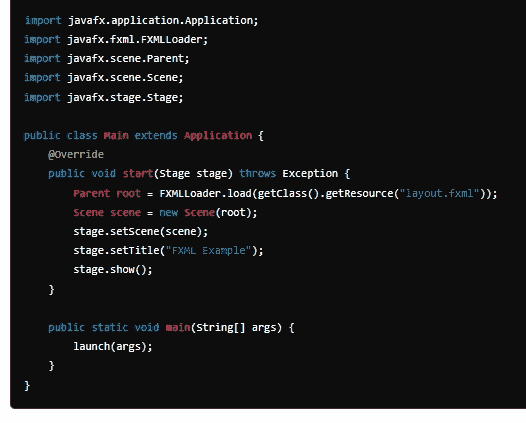 import javafx.application.Application;
import javafx.fxml.FXMLLoader;
import javafx.scene.Parent;
import javafx.scene.Scene;
import javafx.stage.Stage;

public class Main extends Application {
    @Override
    public void start(Stage stage) throws Exception {
        Parent root = FXMLLoader.load(getClass().getResource("layout.fxml"));
        Scene scene = new Scene(root);
        stage.setScene(scene);
        stage.setTitle("FXML Example");
        stage.show();
    }

    public static void main(String[] args) {
        launch(args);
    }
}